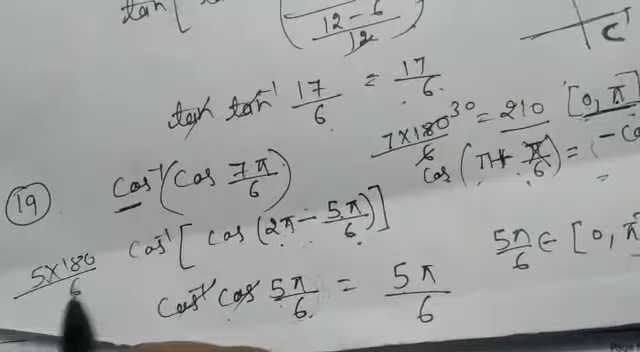 tan [
12 - 6 / 12
tan tan⁻¹ 17/6 = 17/6
7×180³⁰/6 = 210 [0, π]
19 cos⁻¹(cos 7π/6) cos (π + π/6) = -co
cos⁻¹ [ cos (2π - 5π/6) ]
5×180/6 cos⁻¹ cos 5π/6 = 5π/6 5π/6 ∈ [0, π